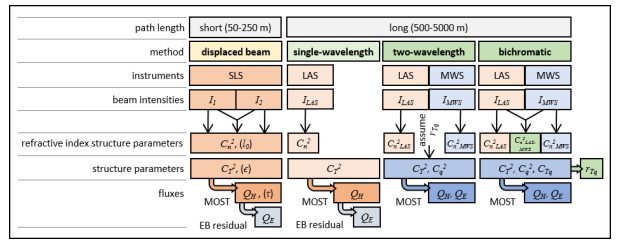 path length short (50-250 m) long (500-5000 m)
method displaced beam single-wavelength two-wavelength bichromatic
instruments SLS LAS LAS MWS LAS MWS
beam intensities I1 I2 ILAS ILAS IMWS ILAS IMWS
assume rTq
refractive index structure parameters Cn², (l0) Cn² Cn²LAS Cn²MWS Cn²LAS Cn²LAS,MWS Cn²MWS
structure parameters CT², (ε) CT² CT², Cq² CT², Cq², CTq rTq
fluxes MOST QH, (τ) MOST QH MOST QH, QE MOST QH, QE
EB residual QE EB residual QE